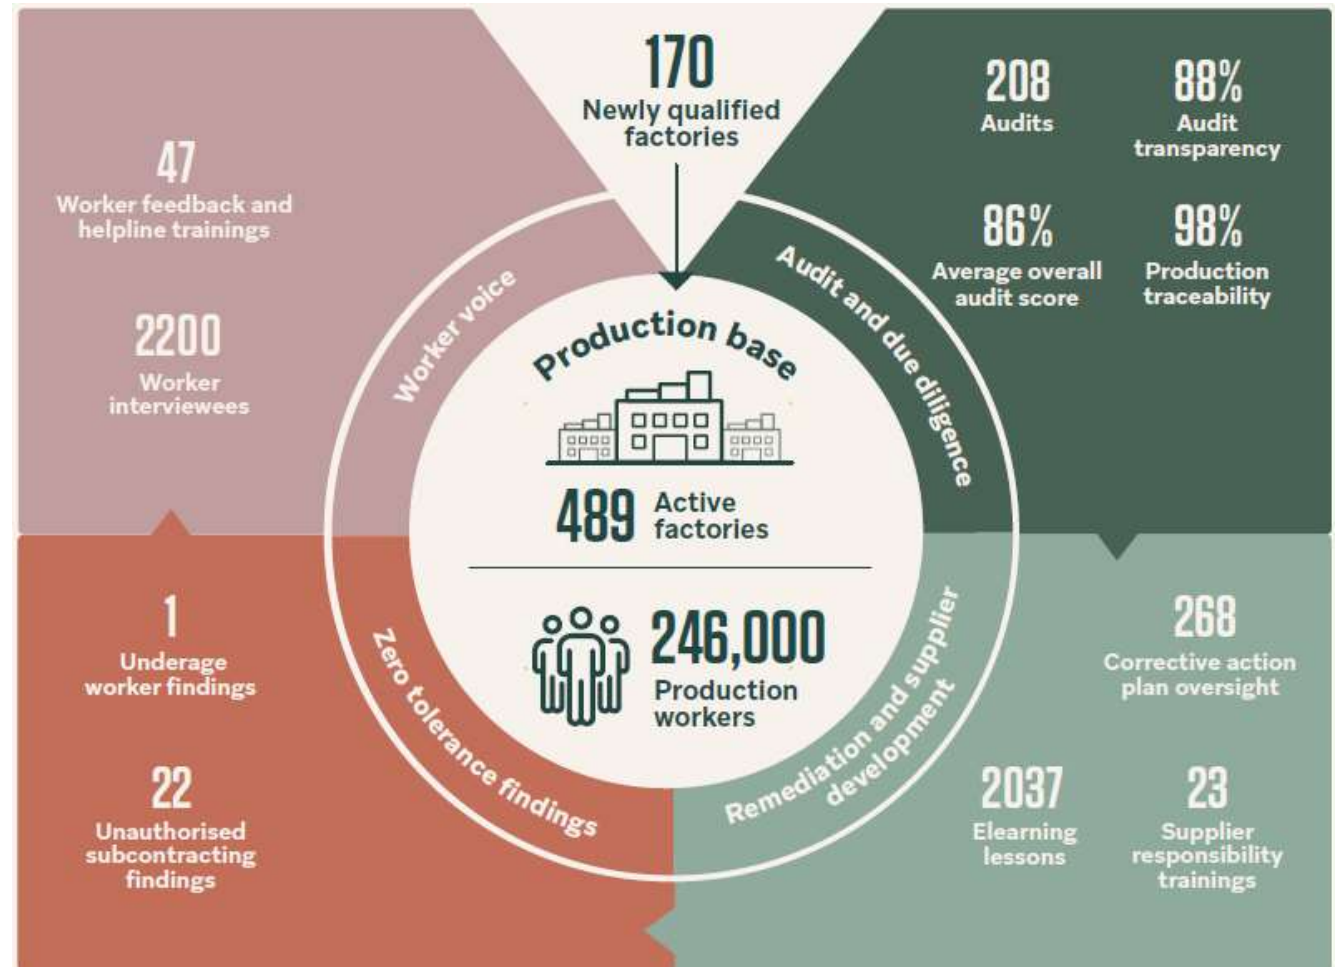 170
Newly qualified
factories
47
Worker feedback and
helpline trainings
2200
Worker
interviewees
Worker voice
208
Audits
88%
Audit
transparency
86%
Average overall
audit score
98%
Production
traceability
Audit and due diligence
Production base
489
Active
factories
246,000
Production
workers
1
Underage
worker findings
22
Unauthorised
subcontracting
findings
Zero tolerance findings
Remediation and supplier
development
268
Corrective action
plan oversight
2037
Elearning
lessons
23
Supplier
responsibility
trainings